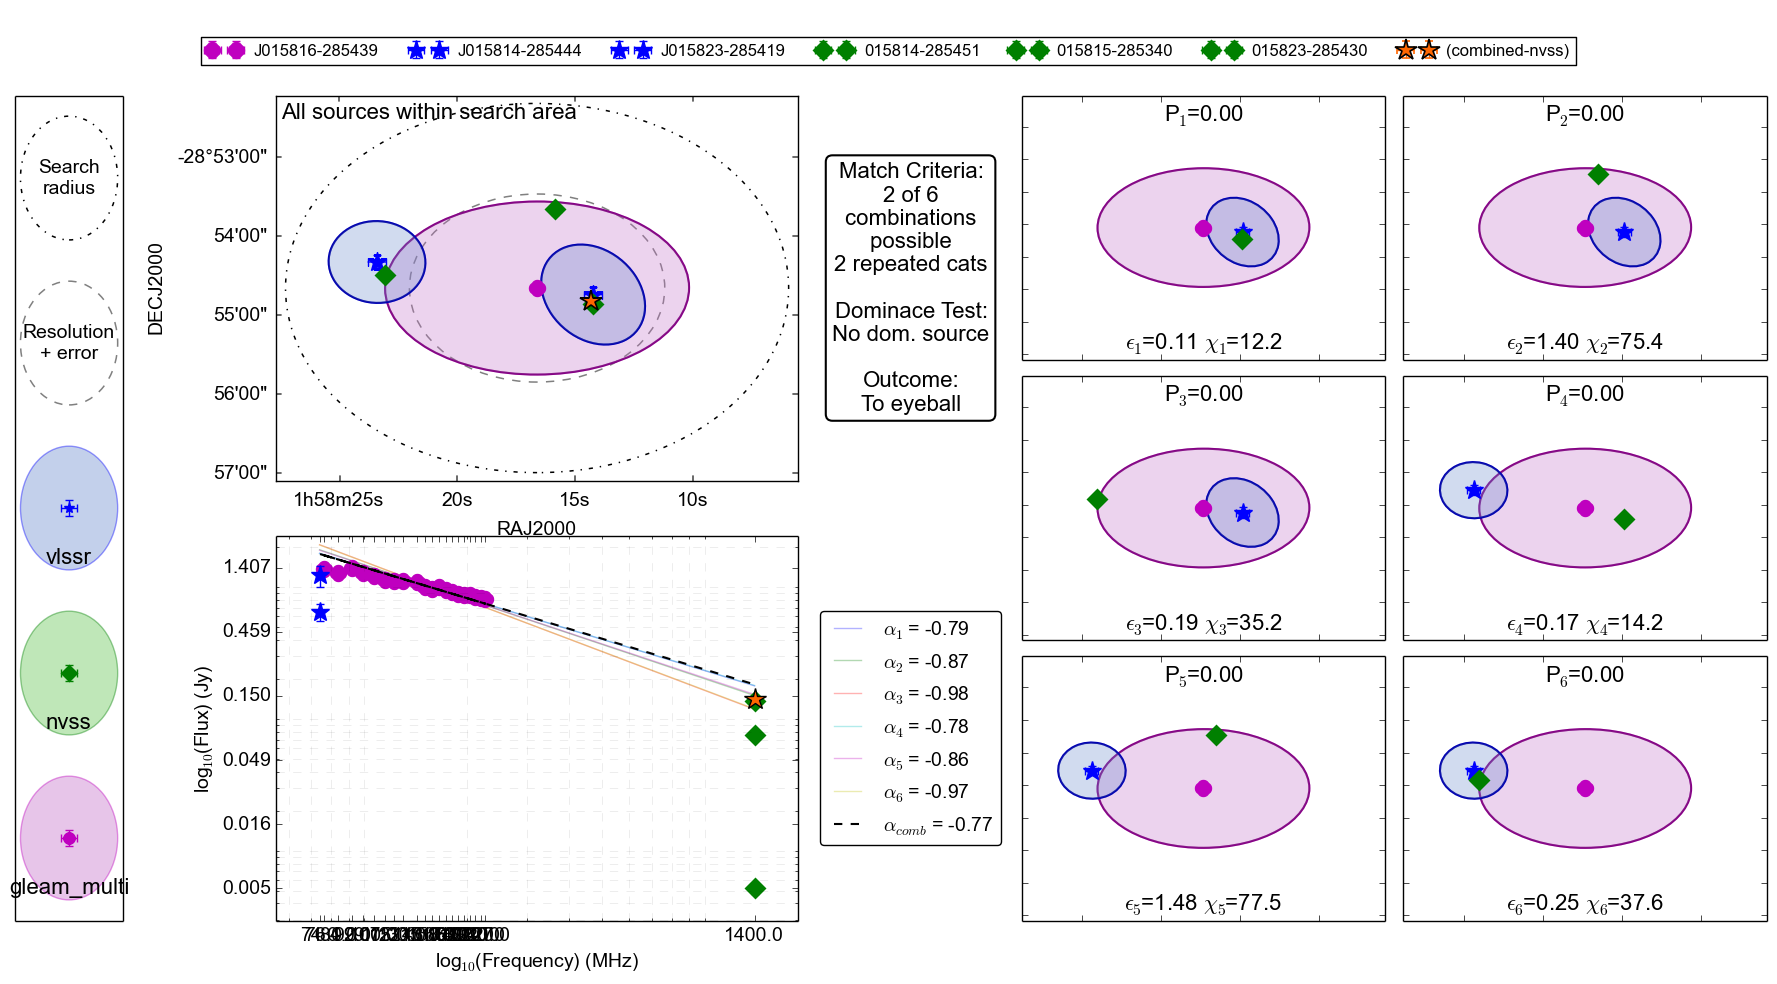 J015816-285439 J015814-285444 J015823-285419 015814-285451 015815-285340 015823-285430 (combined-nvss)
Search
radius
Resolution
+ error
vlssr
nvss
gleam_multi
All sources within search area
DECJ2000
-28°53'00"
54'00"
55'00"
56'00"
57'00"
1h58m25s 20s 15s 10s
RAJ2000
log10(Flux) (Jy)
1.407
0.459
0.150
0.049
0.016
0.005
1400.0
log10(Frequency) (MHz)
Match Criteria:
2 of 6
combinations
possible
2 repeated cats
Dominace Test:
No dom. source
Outcome:
To eyeball
α1 = -0.79
α2 = -0.87
α3 = -0.98
α4 = -0.78
α5 = -0.86
α6 = -0.97
αcomb = -0.77
P1=0.00
ϵ1=0.11 χ1=12.2
P2=0.00
ϵ2=1.40 χ2=75.4
P3=0.00
ϵ3=0.19 χ3=35.2
P4=0.00
ϵ4=0.17 χ4=14.2
P5=0.00
ϵ5=1.48 χ5=77.5
P6=0.00
ϵ6=0.25 χ6=37.6